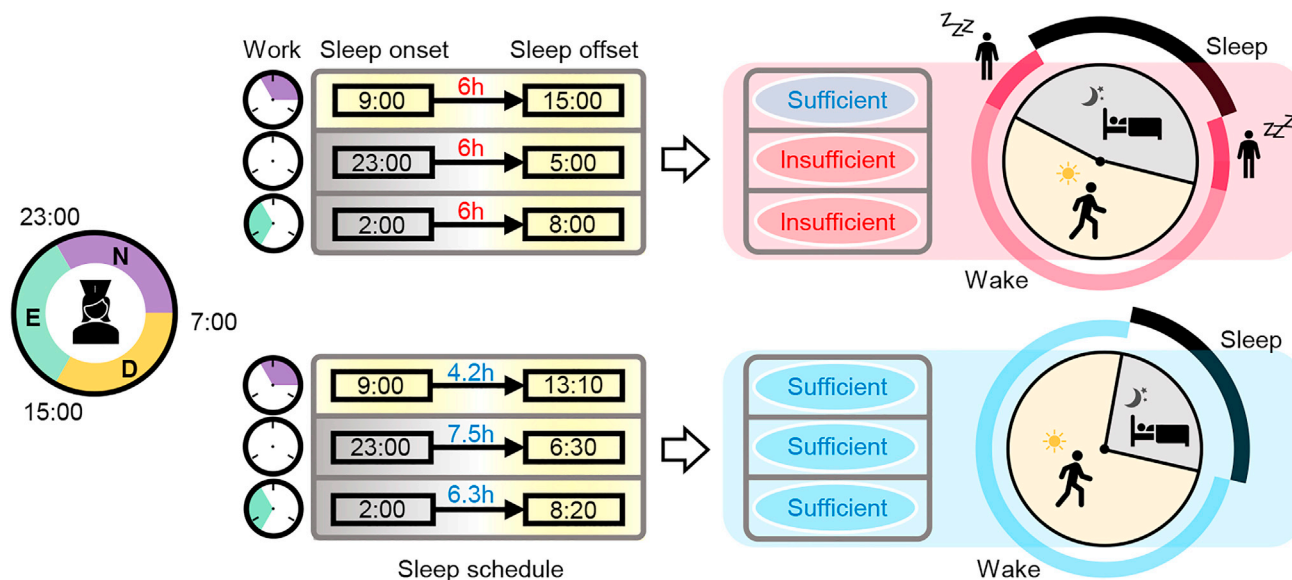 Work Sleep onset Sleep offset
9:00 6h 15:00
23:00 6h 5:00
2:00 6h 8:00
Sufficient
Insufficient
Insufficient
zzz
Sleep
zzz
Wake
23:00
N
E
D
7:00
15:00
9:00 4.2h 13:10
23:00 7.5h 6:30
2:00 6.3h 8:20
Sleep schedule
Sufficient
Sufficient
Sufficient
Sleep
Wake